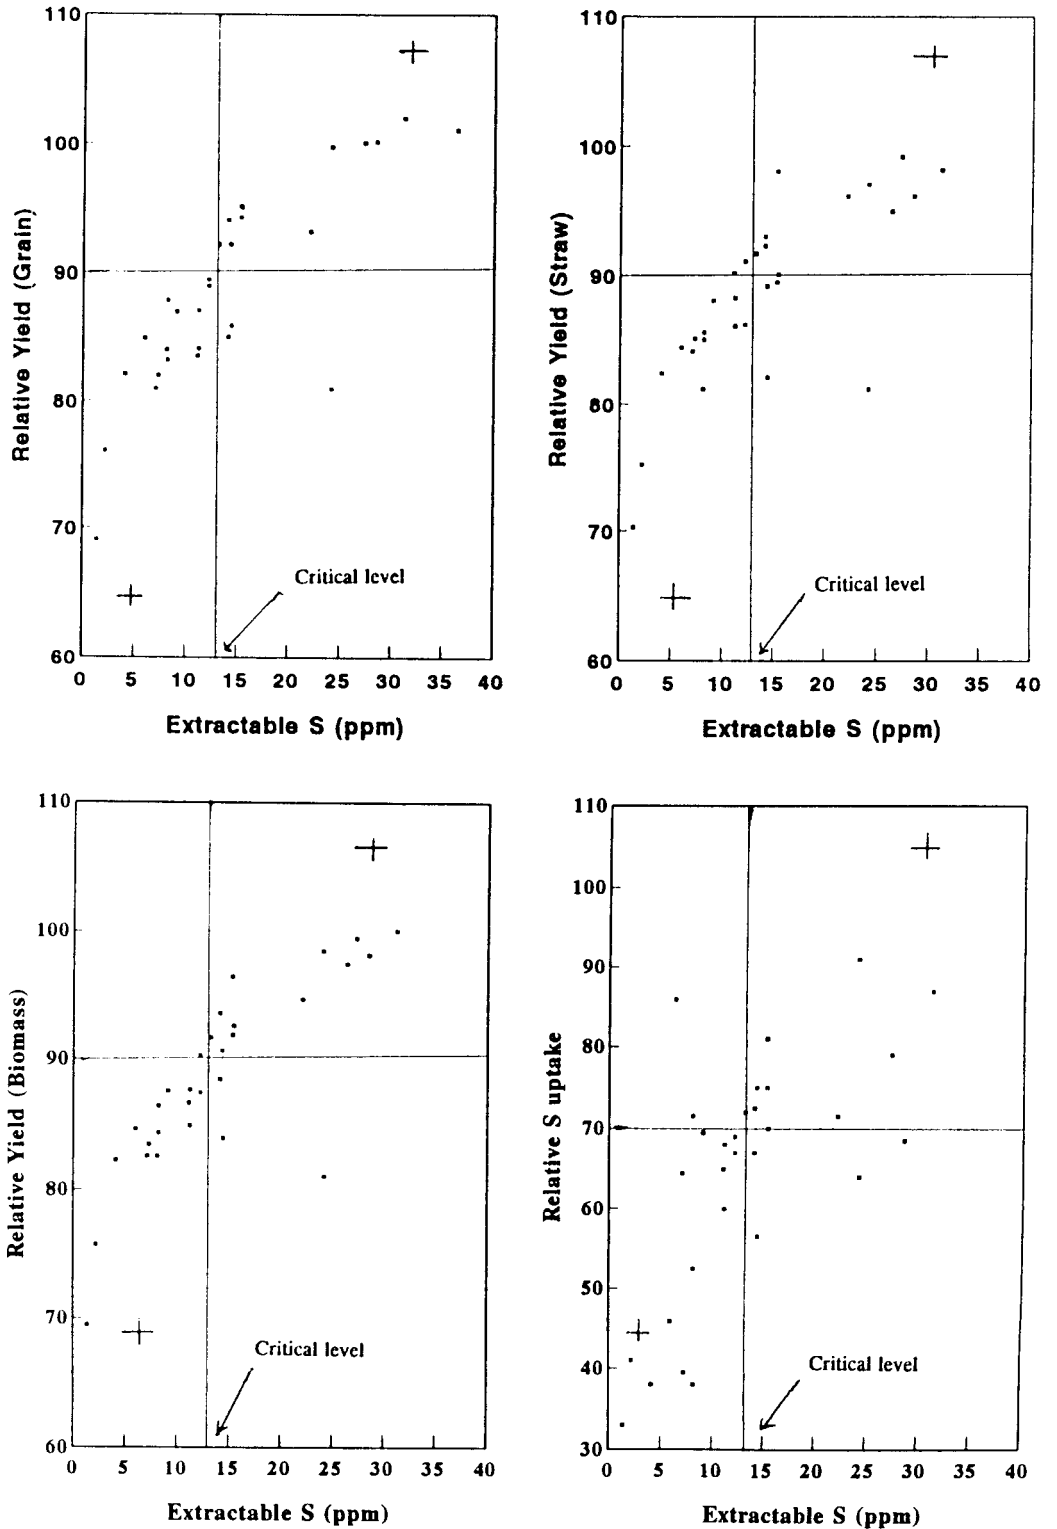 110
100
90
80
70
60
Relative Yield (Grain)
Critical level
0 5 10 15 20 25 30 35 40
Extractable S (ppm)
110
100
90
80
70
60
Relative Yield (Straw)
Critical level
0 5 10 15 20 25 30 35 40
Extractable S (ppm)
110
100
90
80
70
60
Relative Yield (Biomass)
Critical level
0 5 10 15 20 25 30 35 40
Extractable S (ppm)
110
100
90
80
70
60
50
40
30
Relative S uptake
Critical level
0 5 10 15 20 25 30 35 40
Extractable S (ppm)